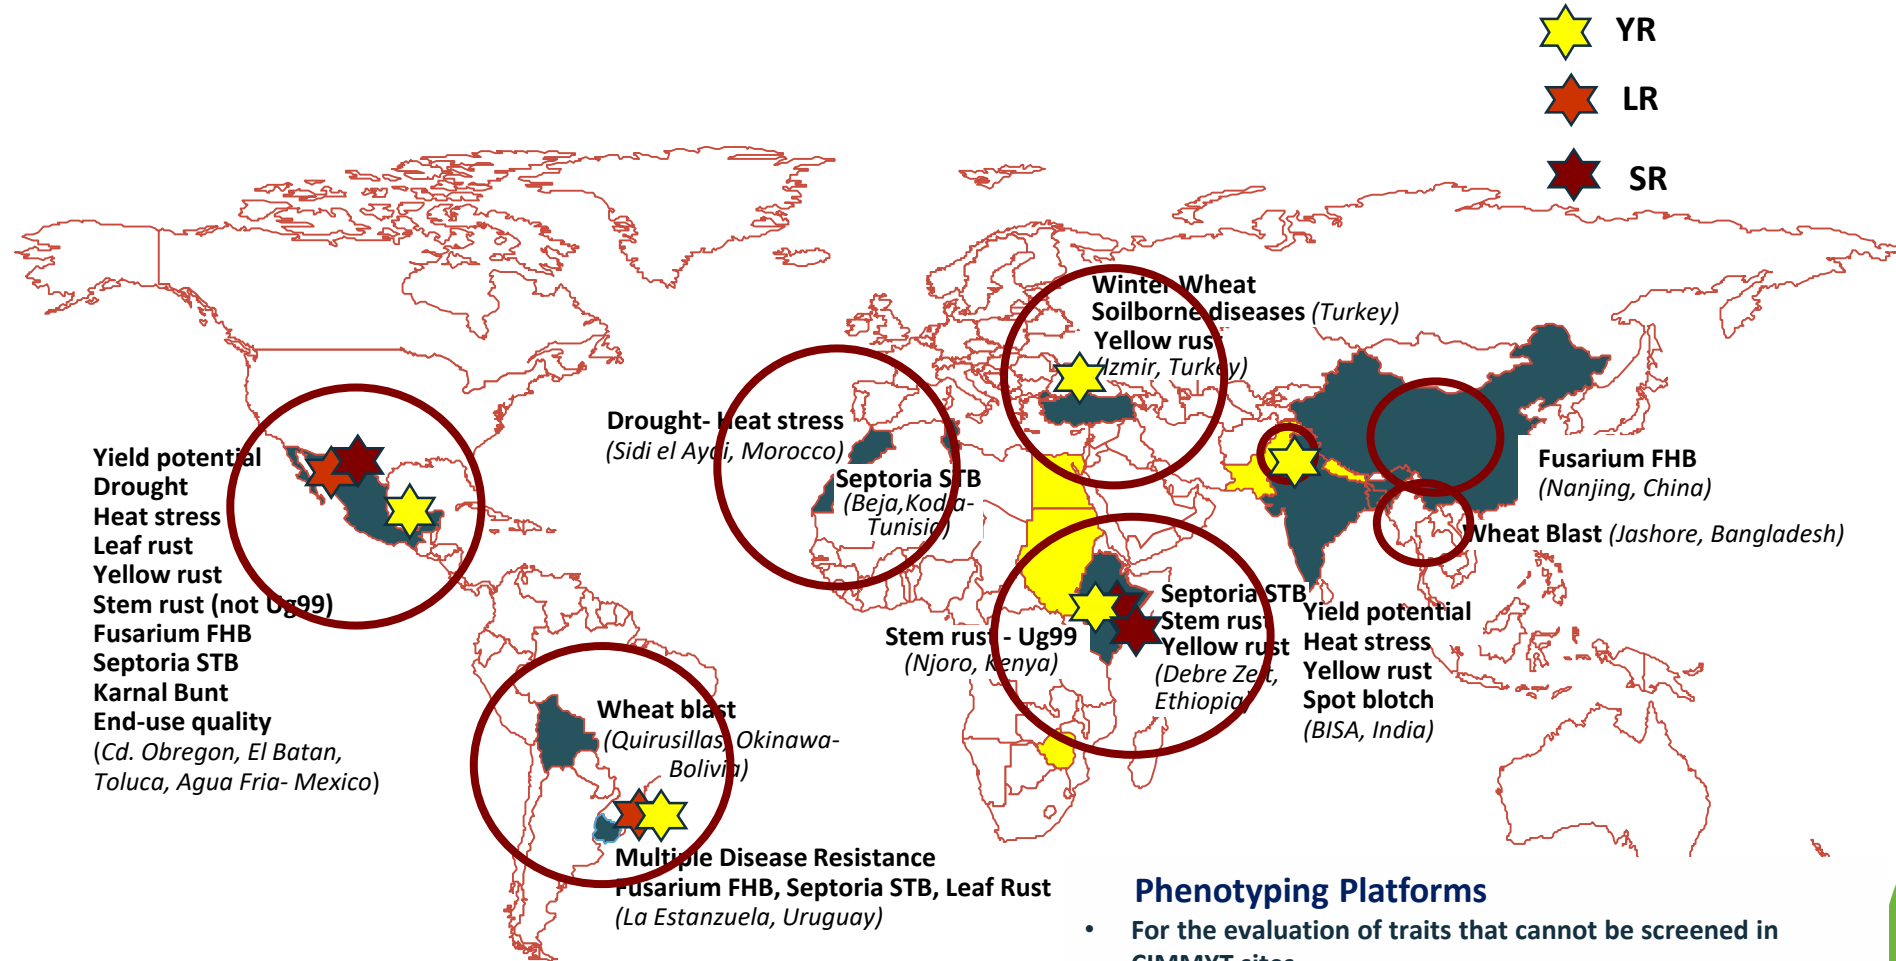 YR
LR
SR
Winter Wheat
Soilborne diseases (Turkey)
Yellow rust
(Izmir, Turkey)
Drought- Heat stress
(Sidi el Aydi, Morocco)
Septoria STB
(Beja,Kodia-
Tunisia)
Yield potential
Drought
Heat stress
Leaf rust
Yellow rust
Stem rust (not Ug99)
Fusarium FHB
Septoria STB
Karnal Bunt
End-use quality
(Cd. Obregon, El Batan,
Toluca, Agua Fria- Mexico)
Fusarium FHB
(Nanjing, China)
Wheat Blast (Jashore, Bangladesh)
Septoria STB
Stem rust
Yellow rust
(Debre Zeit,
Ethiopia)
Stem rust - Ug99
(Njoro, Kenya)
Yield potential
Heat stress
Yellow rust
Spot blotch
(BISA, India)
Wheat blast
(Quirusillas, Okinawa-
Bolivia)
Multiple Disease Resistance
Fusarium FHB, Septoria STB, Leaf Rust
(La Estanzuela, Uruguay)
Phenotyping Platforms
• For the evaluation of traits that cannot be screened in
CIMMYT sites